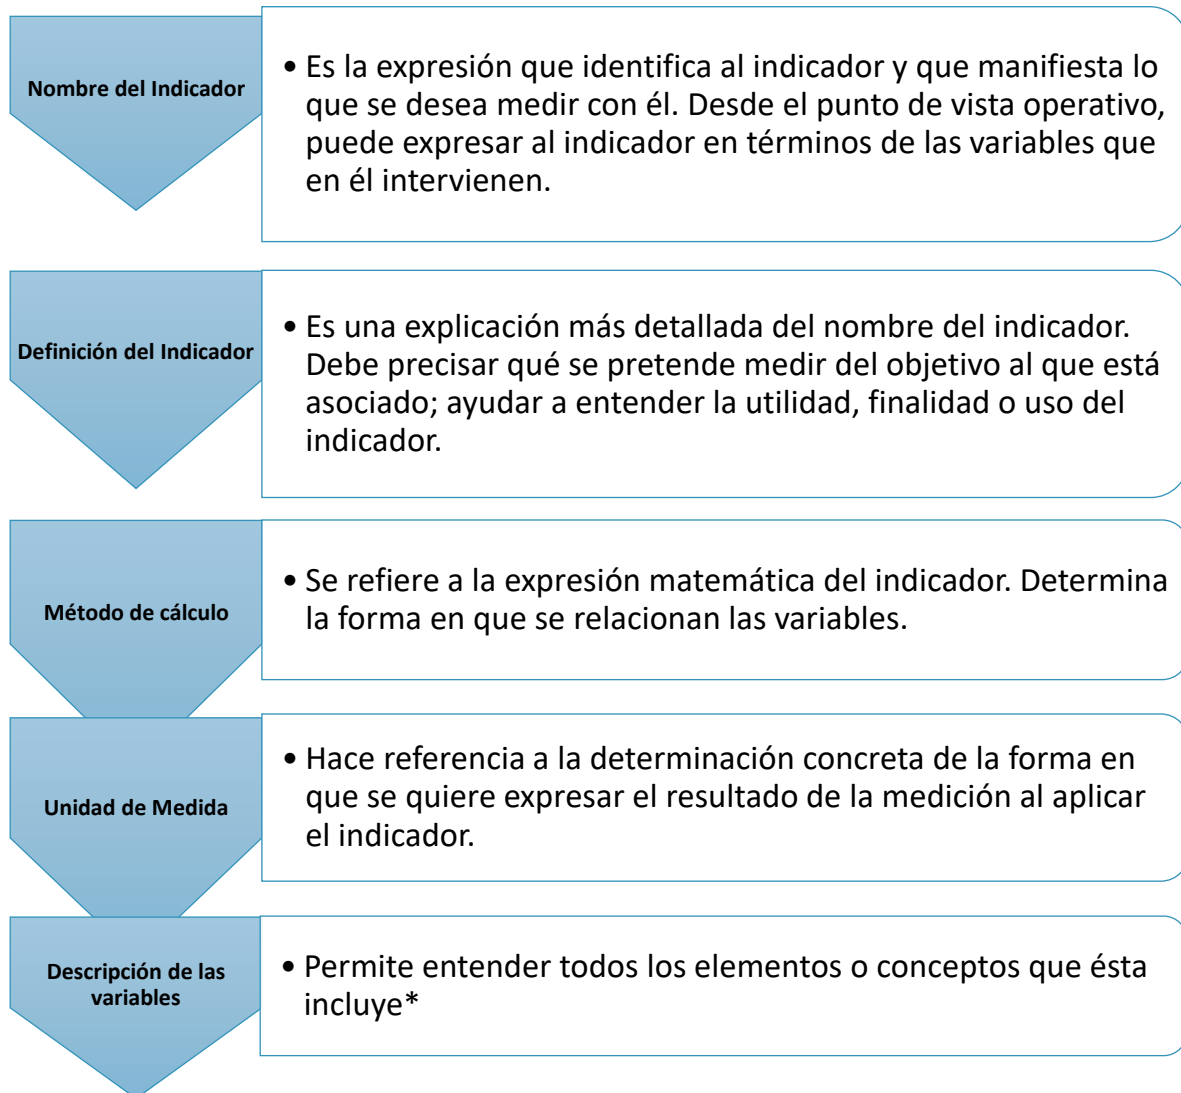 Nombre del Indicador
• Es la expresión que identifica al indicador y que manifiesta lo
que se desea medir con él. Desde el punto de vista operativo,
puede expresar al indicador en términos de las variables que
en él intervienen.
Definición del Indicador
• Es una explicación más detallada del nombre del indicador.
Debe precisar qué se pretende medir del objetivo al que está
asociado; ayudar a entender la utilidad, finalidad o uso del
indicador.
Método de cálculo
• Se refiere a la expresión matemática del indicador. Determina
la forma en que se relacionan las variables.
Unidad de Medida
• Hace referencia a la determinación concreta de la forma en
que se quiere expresar el resultado de la medición al aplicar
el indicador.
Descripción de las
variables
• Permite entender todos los elementos o conceptos que ésta
incluye*